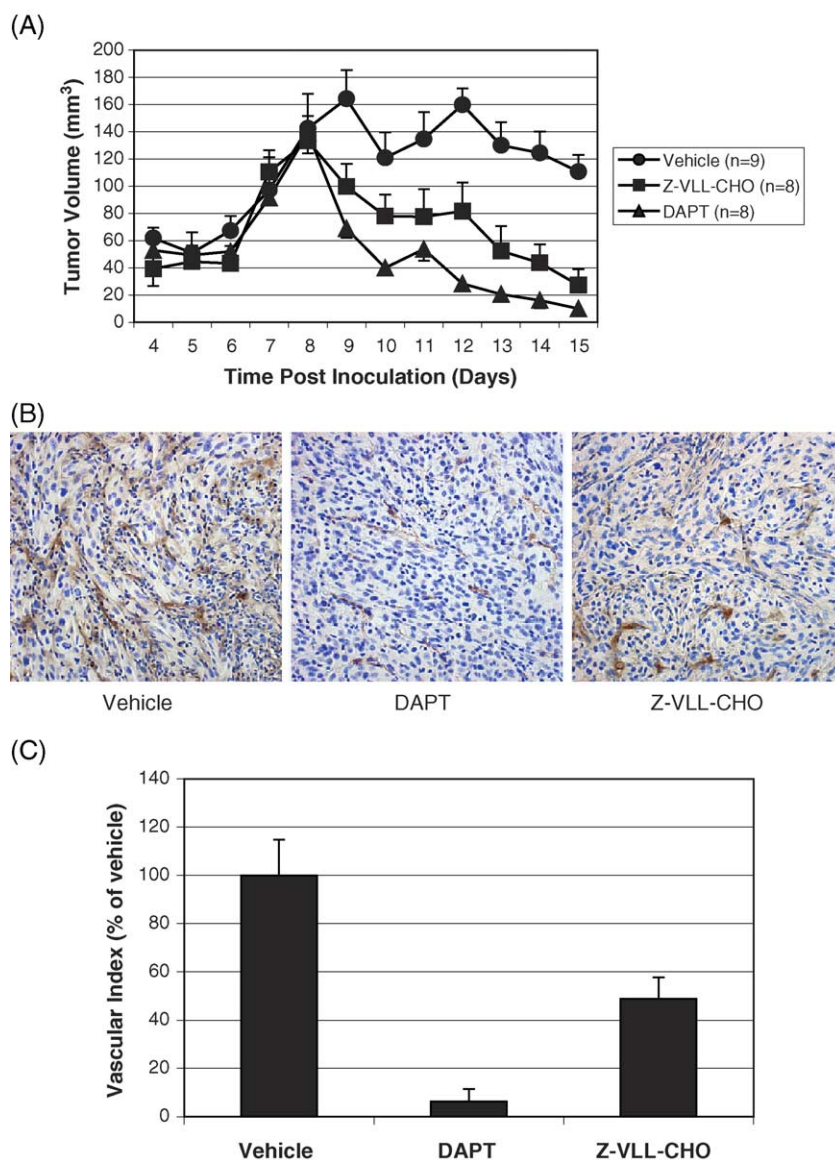 (A)
200
180
160
140
120
100
80
60
40
20
0
Tumor Volume (mm³)
4 5 6 7 8 9 10 11 12 13 14 15
Time Post Inoculation (Days)
Vehicle (n=9)
Z-VLL-CHO (n=8)
DAPT (n=8)
(B)
Vehicle DAPT Z-VLL-CHO
(C)
140
120
100
80
60
40
20
0
Vascular Index (% of vehicle)
Vehicle DAPT Z-VLL-CHO